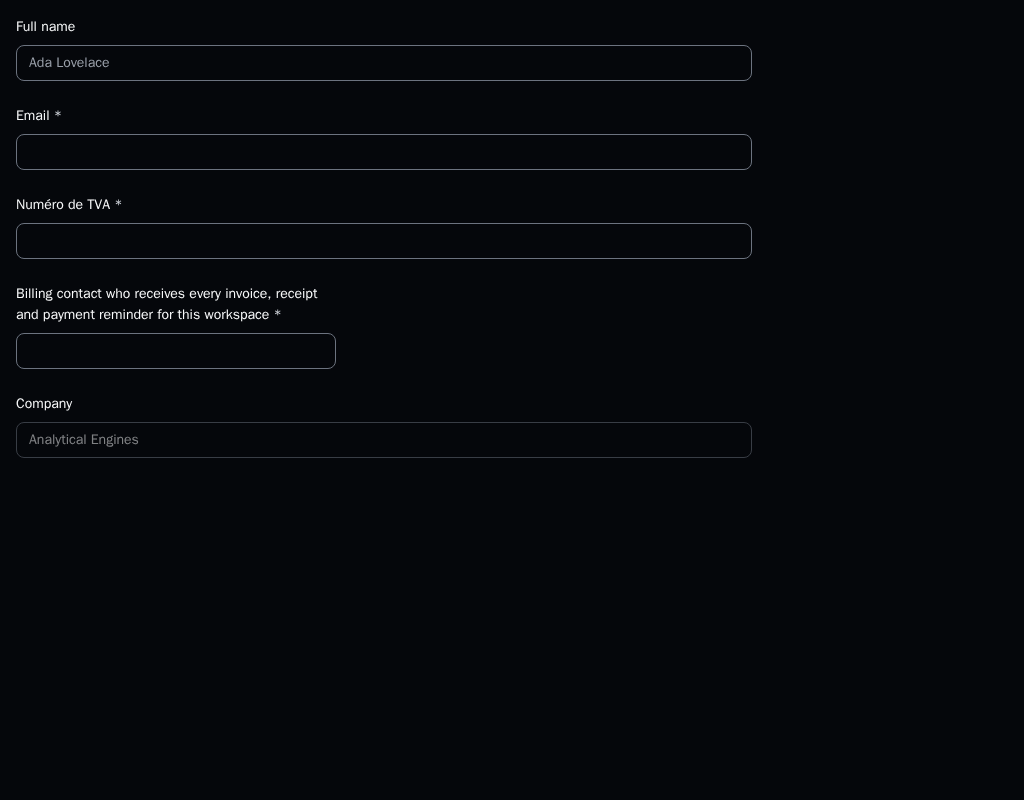 Full name
Ada Lovelace
Email *
Numéro de TVA *
Billing contact who receives every invoice, receipt
and payment reminder for this workspace *
Company
Analytical Engines